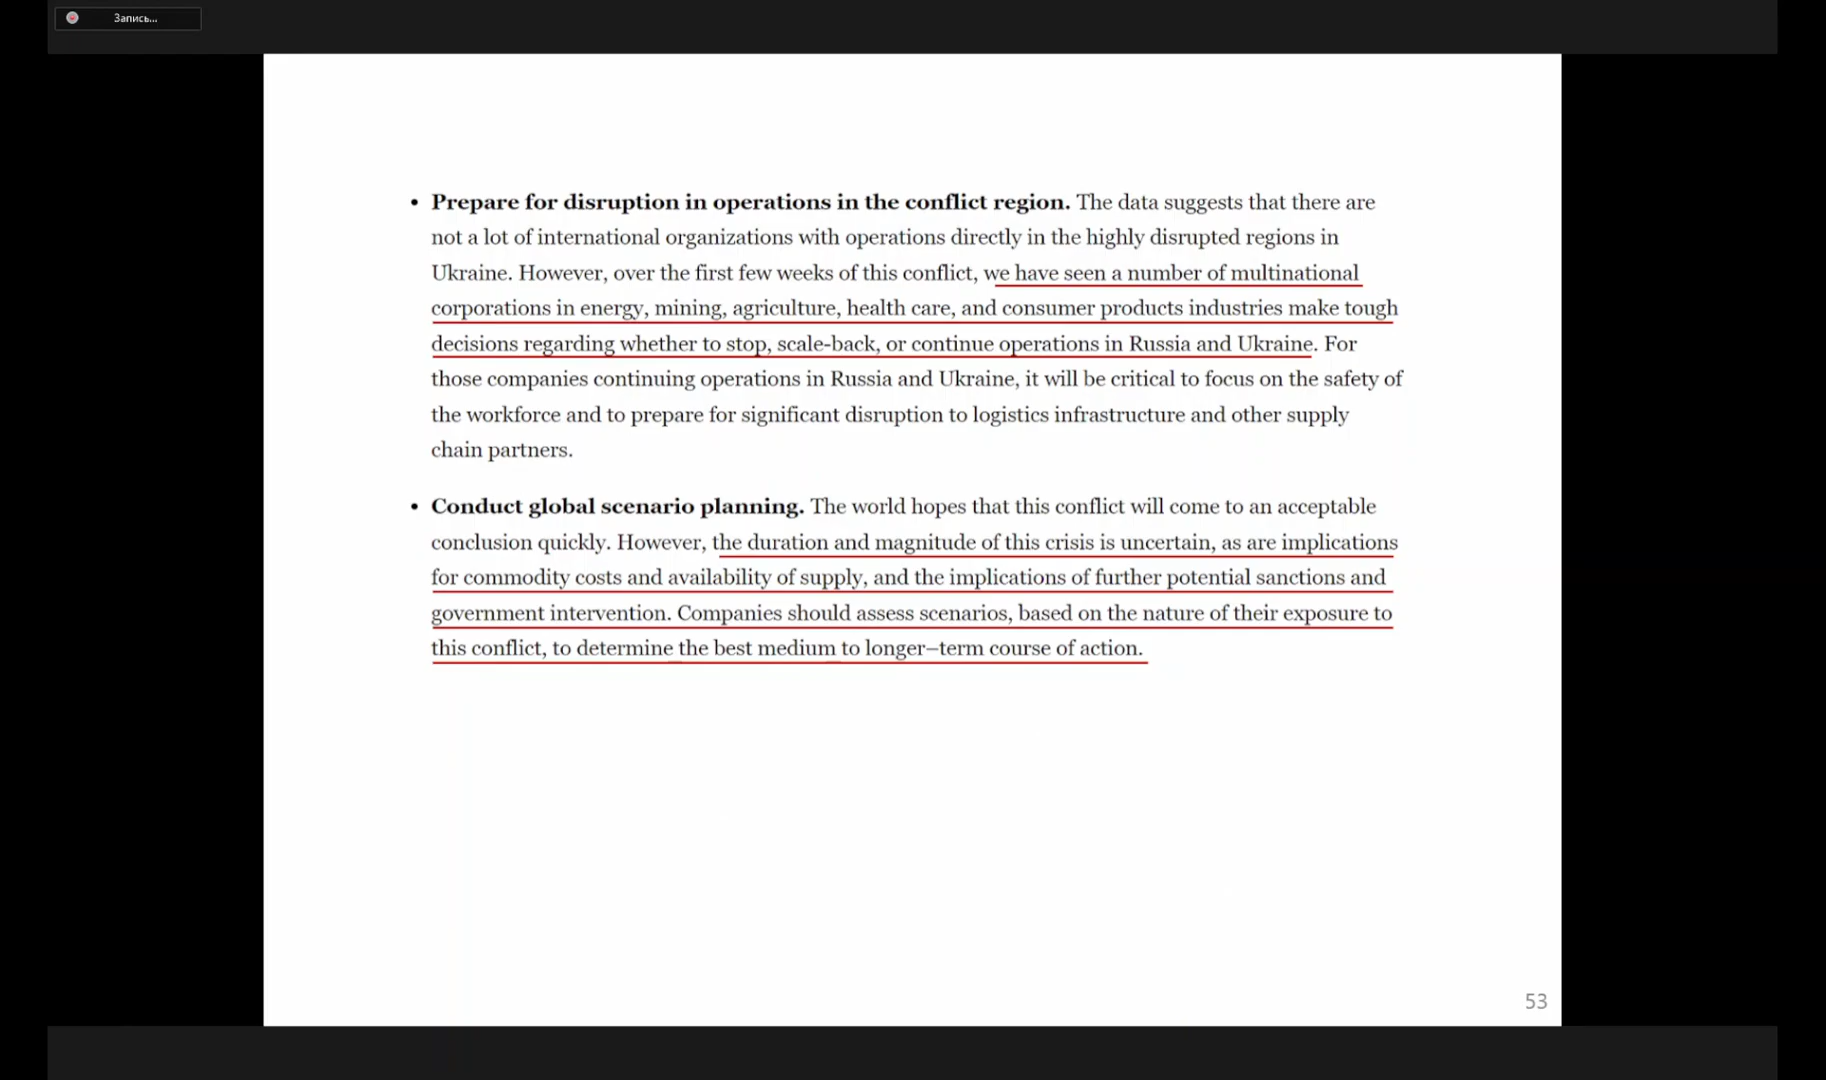 Запись...
• Prepare for disruption in operations in the conflict region. The data suggests that there are
not a lot of international organizations with operations directly in the highly disrupted regions in
Ukraine. However, over the first few weeks of this conflict, we have seen a number of multinational
corporations in energy, mining, agriculture, health care, and consumer products industries make tough
decisions regarding whether to stop, scale-back, or continue operations in Russia and Ukraine. For
those companies continuing operations in Russia and Ukraine, it will be critical to focus on the safety of
the workforce and to prepare for significant disruption to logistics infrastructure and other supply
chain partners.
• Conduct global scenario planning. The world hopes that this conflict will come to an acceptable
conclusion quickly. However, the duration and magnitude of this crisis is uncertain, as are implications
for commodity costs and availability of supply, and the implications of further potential sanctions and
government intervention. Companies should assess scenarios, based on the nature of their exposure to
this conflict, to determine the best medium to longer–term course of action.
53